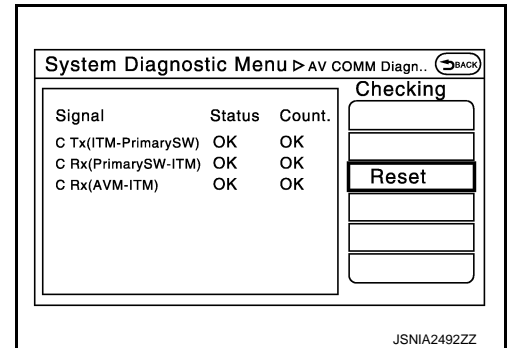 System Diagnostic Menu ▷ AV COMM Diagn.. BACK
Checking
Signal Status Count.
C Tx(ITM-PrimarySW) OK OK
C Rx(PrimarySW-ITM) OK OK
C Rx(AVM-ITM) OK OK
Reset
JSNIA2492ZZ